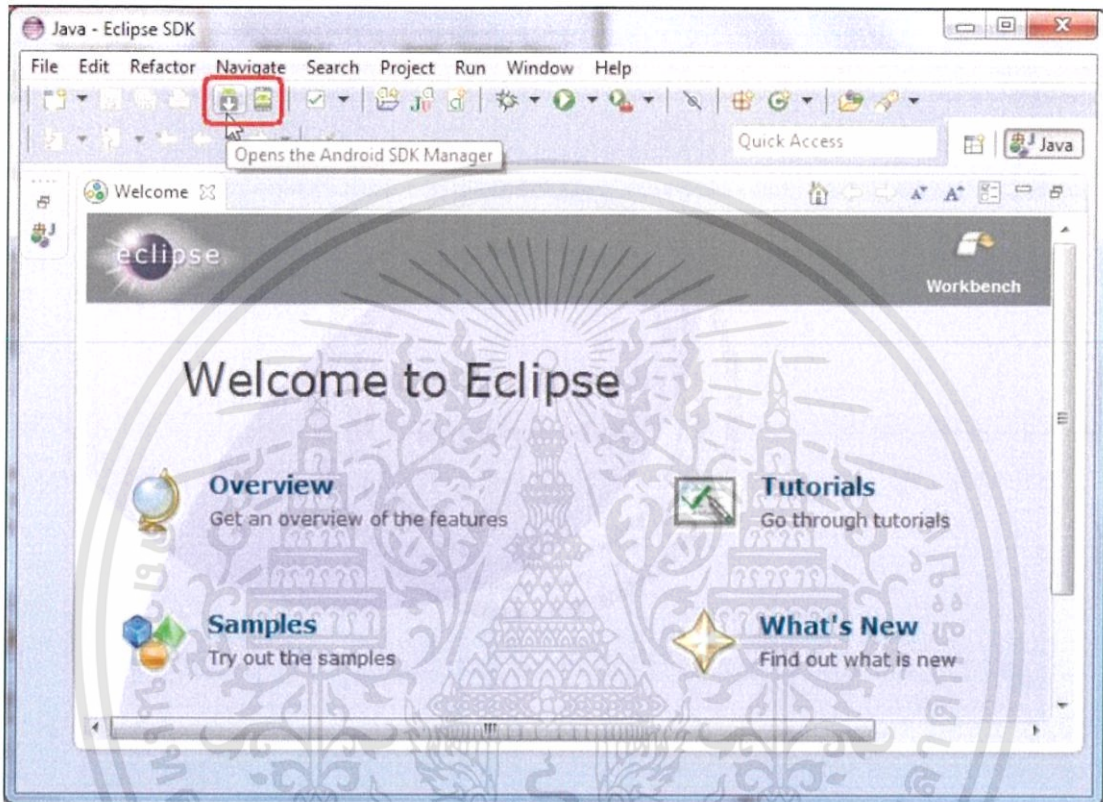 Java - Eclipse SDK
File Edit Refactor Navigate Search Project Run Window Help
Opens the Android SDK Manager
Quick Access
Java
Welcome
eclipse
Workbench
Welcome to Eclipse
Overview
Get an overview of the features
Tutorials
Go through tutorials
Samples
Try out the samples
What's New
Find out what is new